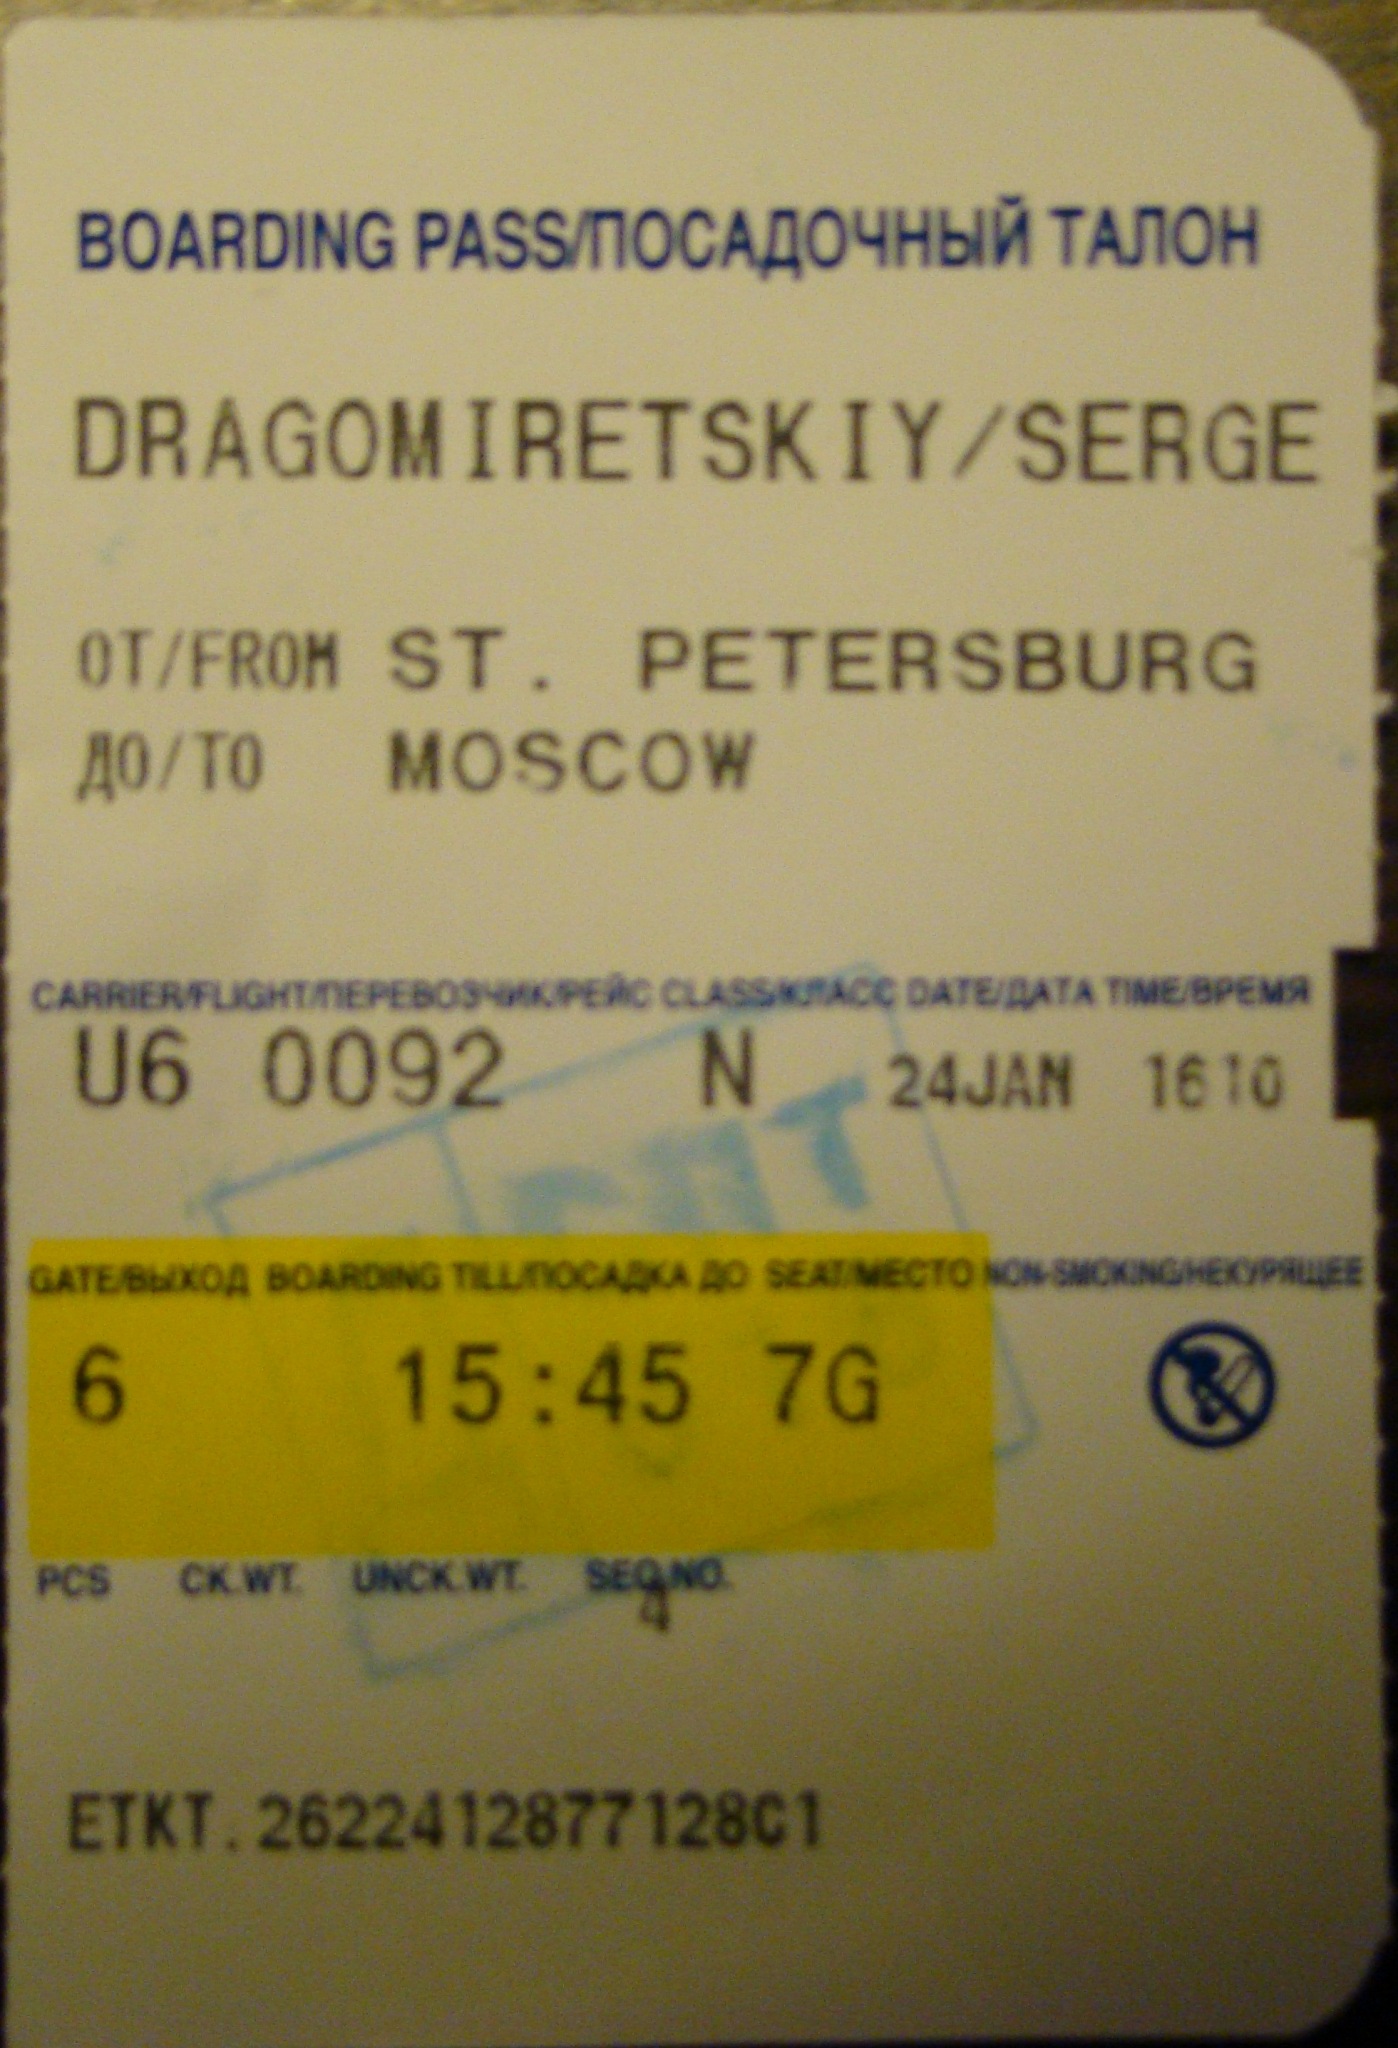 BOARDING PASS/ПОСАДОЧНЫЙ ТАЛОН
DRAGOMIRETSKIY/SERGE
ОТ/FROM ST. PETERSBURG
ДО/TO MOSCOW
CARRIER/FLIGHT/ПЕРЕВОЗЧИК/РЕЙС CLASS/КЛАСС DATE/ДАТА TIME/ВРЕМЯ
U6 0092 N 24JAN 1610
GATE/ВЫХОД BOARDING TILL/ПОСАДКА ДО SEAT/МЕСТО NON-SMOKING/НЕКУРЯЩЕЕ
6 15:45 7G
PCS CK.WT. UNCK.WT. SEQ.NO.
4
ETKT.2622412877128C1